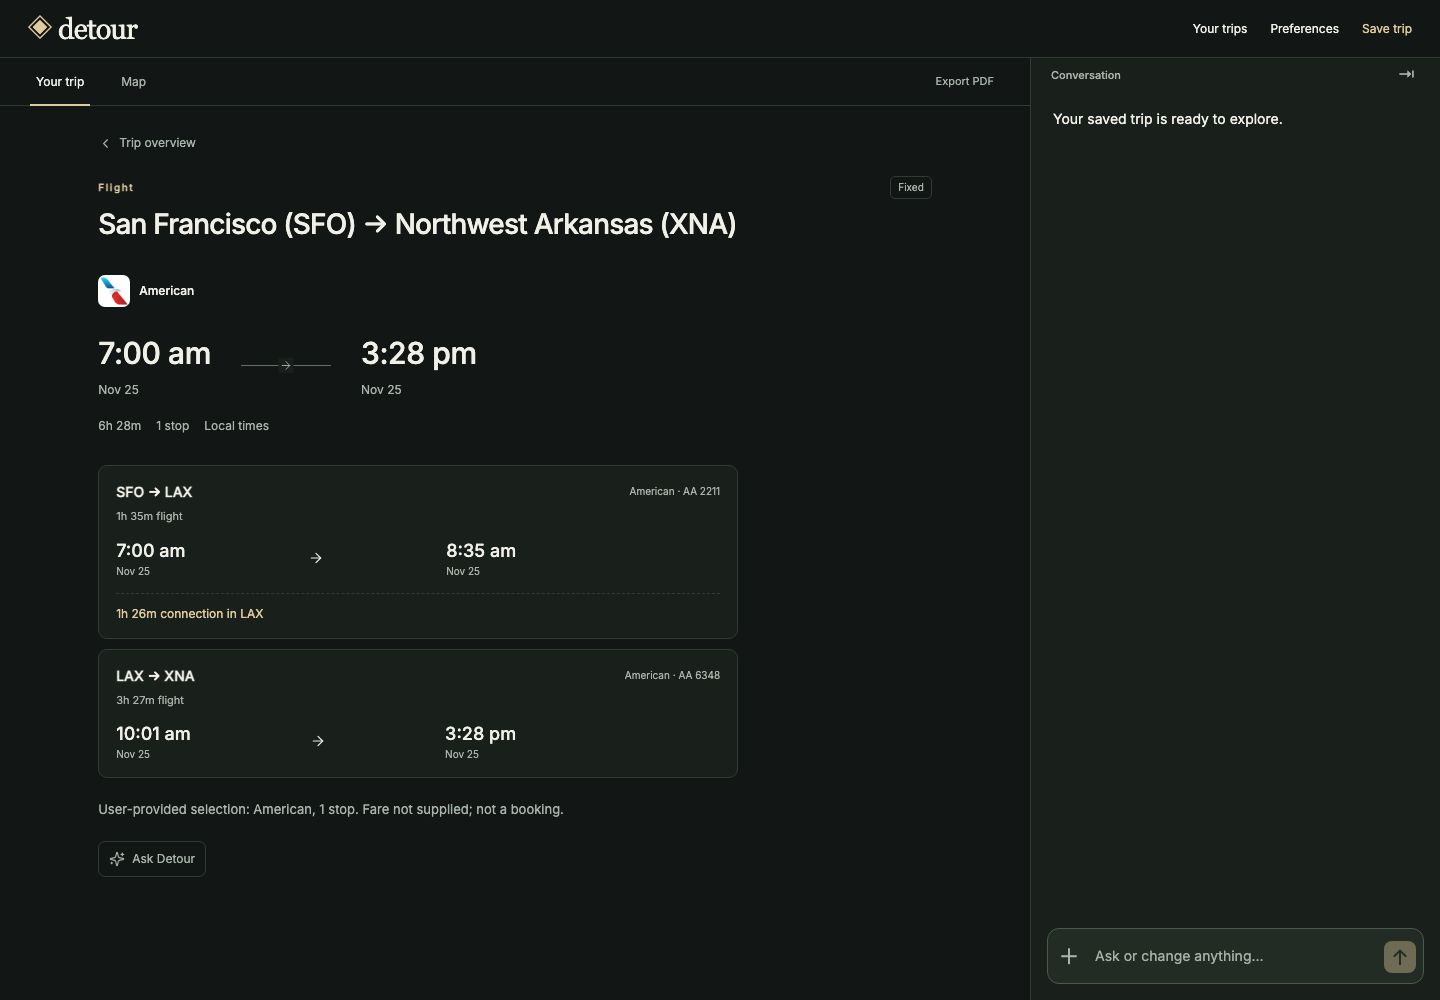 detour
Your trips
Preferences
Save trip
Your trip
Map
Export PDF
Conversation
Your saved trip is ready to explore.
Trip overview
Flight
Fixed
San Francisco (SFO) → Northwest Arkansas (XNA)
American
7:00 am → 3:28 pm
Nov 25
Nov 25
6h 28m 1 stop Local times
SFO → LAX
American · AA 2211
1h 35m flight
7:00 am → 8:35 am
Nov 25
Nov 25
1h 26m connection in LAX
LAX → XNA
American · AA 6348
3h 27m flight
10:01 am → 3:28 pm
Nov 25
Nov 25
User-provided selection: American, 1 stop. Fare not supplied; not a booking.
Ask Detour
Ask or change anything...